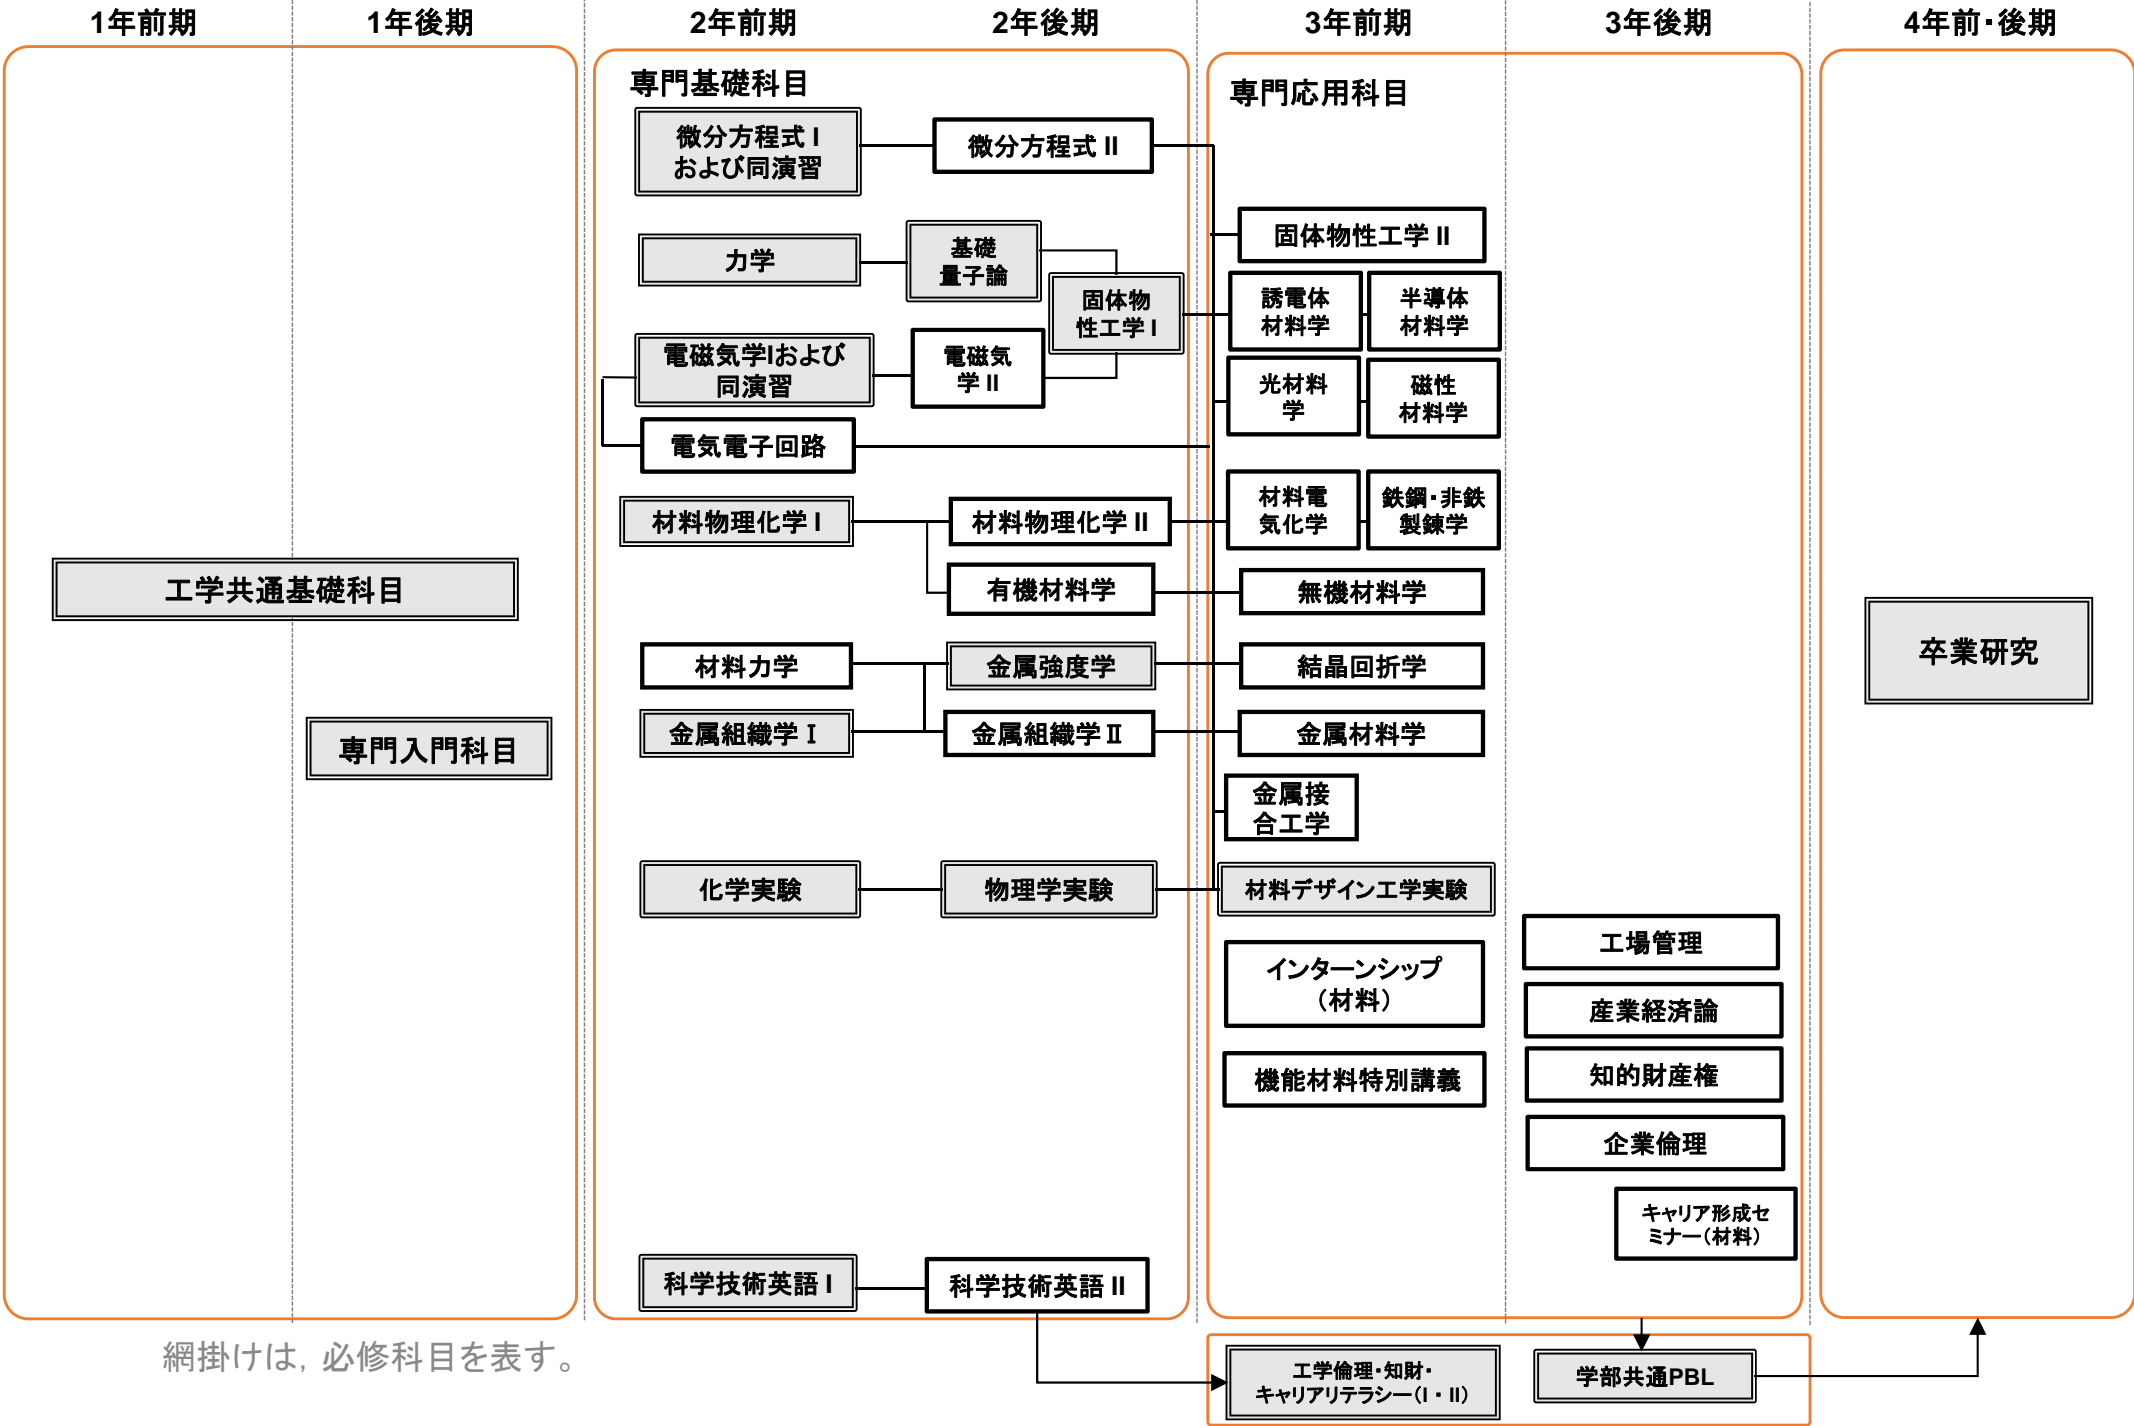 1年前期
1年後期
2年前期
2年後期
3年前期
3年後期
4年前・後期
専門基礎科目
専門応用科目
微分方程式 I
および同演習
微分方程式 II
力学
基礎
量子論
固体物
性工学 I
電磁気学Iおよび
同演習
電磁気
学 II
電気電子回路
固体物性工学 II
誘電体
材料学
半導体
材料学
光材料
学
磁性
材料学
材料物理化学 I
材料物理化学 II
材料電
気化学
鉄鋼・非鉄
製錬学
工学共通基礎科目
有機材料学
無機材料学
材料力学
金属強度学
結晶回折学
卒業研究
専門入門科目
金属組織学 Ⅰ
金属組織学 Ⅱ
金属材料学
金属接
合工学
化学実験
物理学実験
材料デザイン工学実験
工場管理
インターンシップ
（材料）
産業経済論
機能材料特別講義
知的財産権
企業倫理
キャリア形成セ
ミナー（材料）
科学技術英語 I
科学技術英語 II
網掛けは，必修科目を表す。
工学倫理・知財・
キャリアリテラシー（I・II）
学部共通PBL